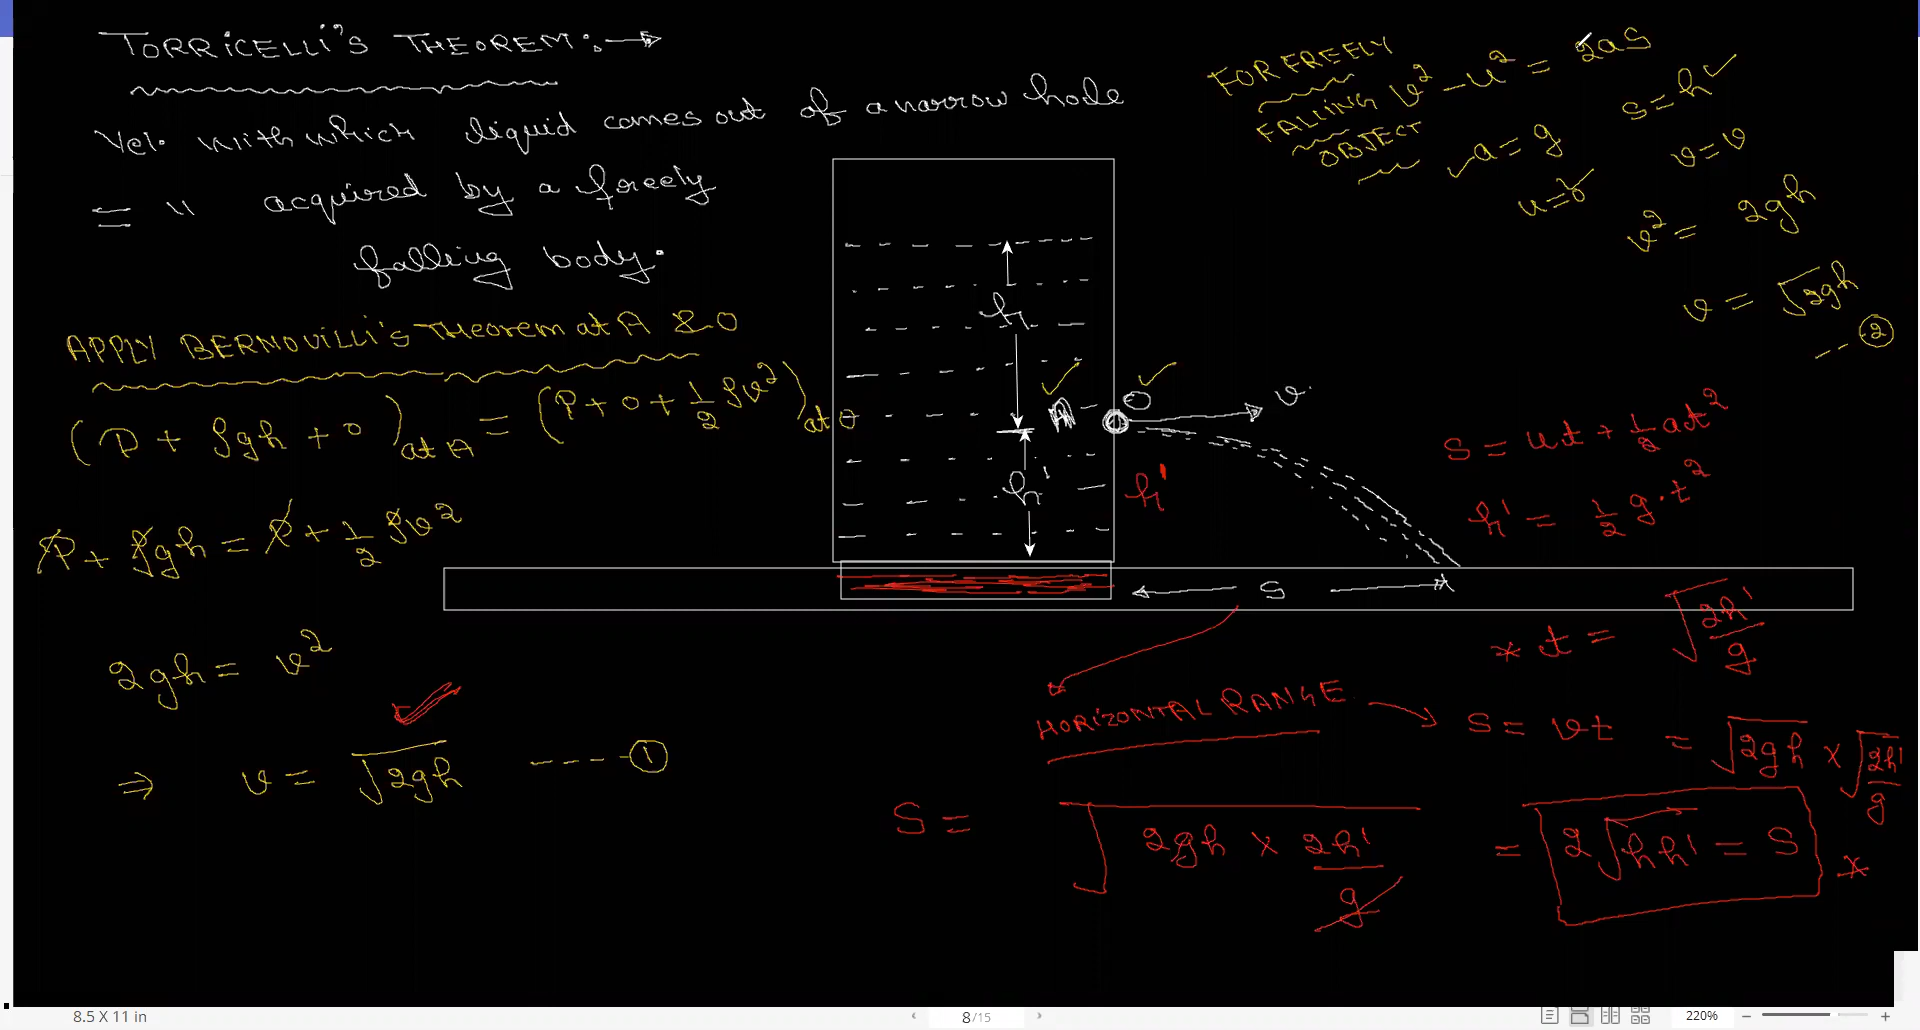 TORRiCELLi'S THEOREM:→
Vel. with which liquid comes out of a narrow hode
= " acquired by a freely
falling body.
APPLY BERNOVILLI'S THEOREM at A & O
(P + ρgh + 0) at A = (P + 0 + 1/2 ρv²) at O
P + ρgh = P + 1/2 ρv²
2gh = v²
⇒ v = √2gh ---- ①
h
A
O
v
h'
h'
S
FOR FREELY
FALLING
OBJECT
v² - u² = 2aS
s = h
a = g
v = v
u = 0
v² = 2gh
v = √2gh
-- ②
S = ut + 1/2 at²
h' = 1/2 g.t²
* t = √2h'/g
HORIZONTAL RANGE → S = vt = √2gh × √2h'/g
S = √2gh × 2h'/g = 2√hh' = S *
8.5 X 11 in
8/15
220%